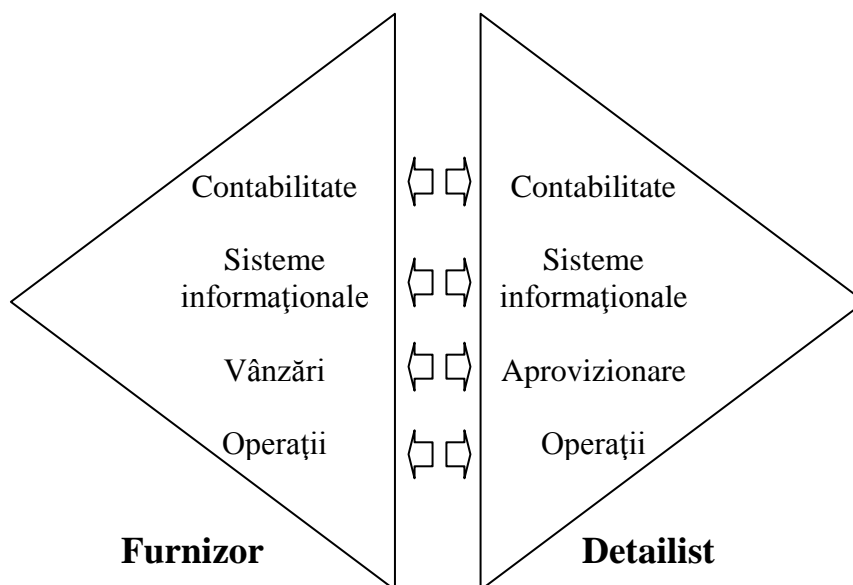 Contabilitate
Contabilitate
Sisteme
informaţionale
Sisteme
informaţionale
Vânzări
Aprovizionare
Operaţii
Operaţii
Furnizor
Detailist